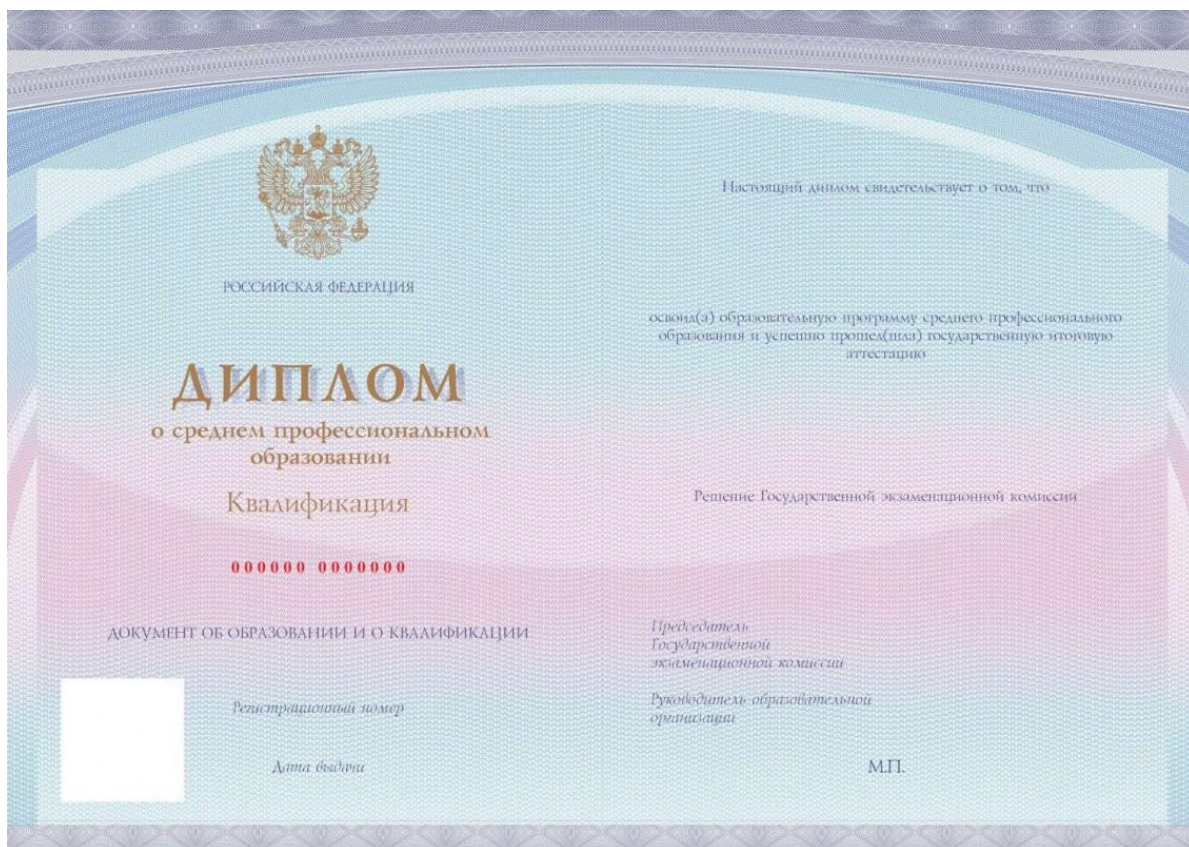 РОССИЙСКАЯ ФЕДЕРАЦИЯ
ДИПЛОМ
о среднем профессиональном
образовании
Квалификация
000000 0000000
ДОКУМЕНТ ОБ ОБРАЗОВАНИИ И О КВАЛИФИКАЦИИ
Регистрационный номер
Дата выдачи
Настоящий диплом свидетельствует о том, что
освоил(а) образовательную программу среднего профессионального
образования и успешно прошел(шла) государственную итоговую
аттестацию
Решение Государственной экзаменационной комиссии
Председатель
Государственной
экзаменационной комиссии
Руководитель образовательной
организации
М.П.